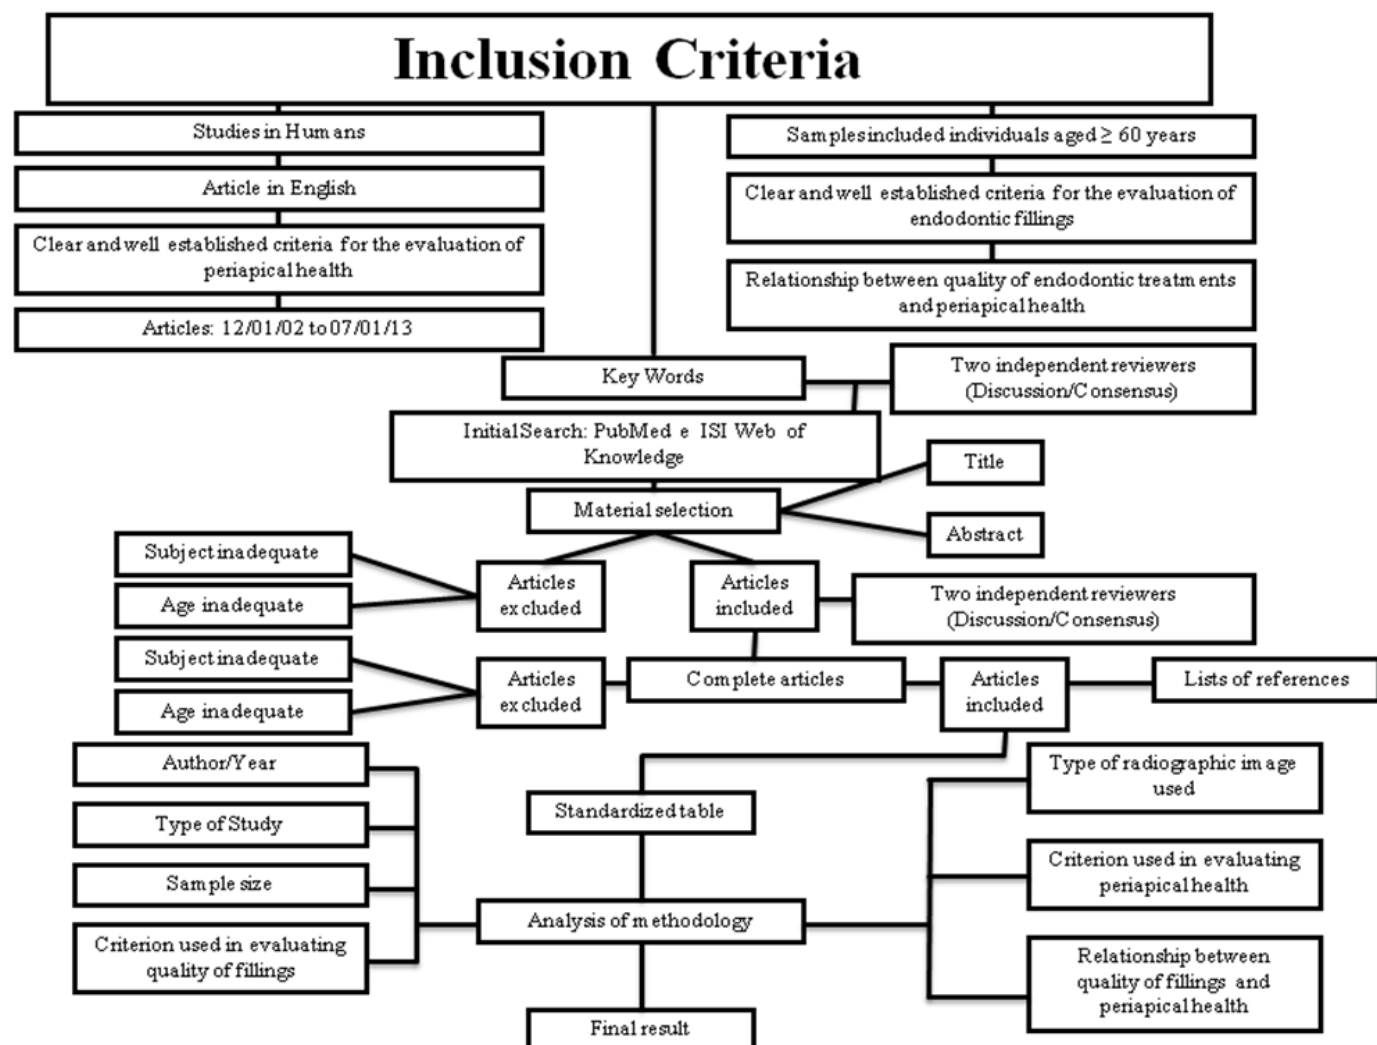 Inclusion Criteria
Studies in Humans
Article in English
Clear and well established criteria for the evaluation of
periapical health
Articles: 12/01/02 to 07/01/13
Samples included individuals aged ≥ 60 years
Clear and well established criteria for the evaluation of
endodontic fillings
Relationship between quality of endodontic treatments
and periapical health
Key Words
Two independent reviewers
(Discussion/Consensus)
Initial Search: PubMed e ISI Web of
Knowledge
Title
Material selection
Abstract
Subject inadequate
Age inadequate
Articles
excluded
Articles
included
Two independent reviewers
(Discussion/Consensus)
Subject inadequate
Age inadequate
Articles
excluded
Complete articles
Articles
included
Lists of references
Author/Year
Type of Study
Sample size
Criterion used in evaluating
quality of fillings
Standardized table
Analysis of methodology
Final result
Type of radiographic image
used
Criterion used in evaluating
periapical health
Relationship between
quality of fillings and
periapical health